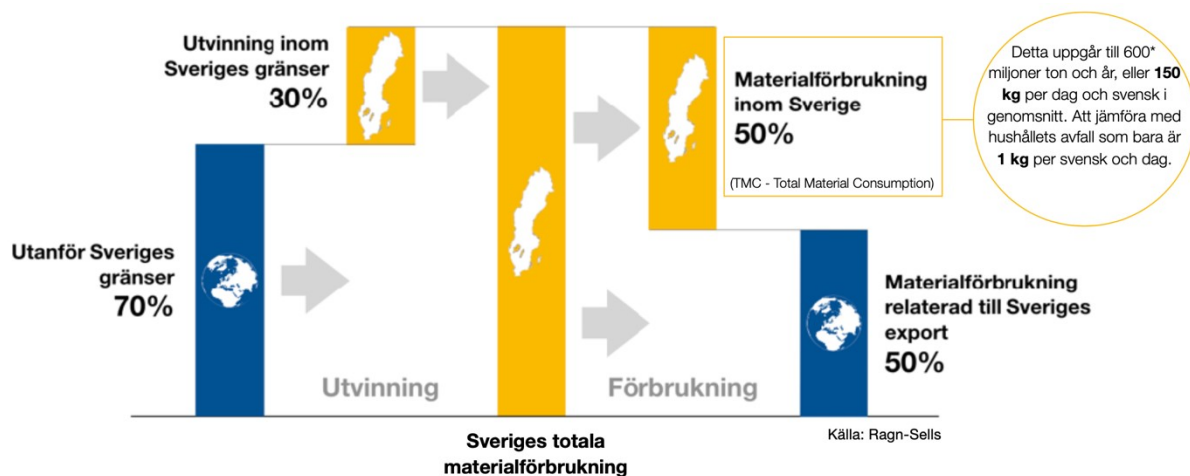 Utvinning inom
Sveriges gränser
30%
Utanför Sveriges
gränser
70%
Utvinning
Sveriges totala
materialförbrukning
Förbrukning
Materialförbrukning
inom Sverige
50%
(TMC - Total Material Consumption)
Detta uppgår till 600*
miljoner ton och år, eller 150
kg per dag och svensk i
genomsnitt. Att jämföra med
hushållets avfall som bara är
1 kg per svensk och dag.
Materialförbrukning
relaterad till Sveriges
export
50%
Källa: Ragn-Sells